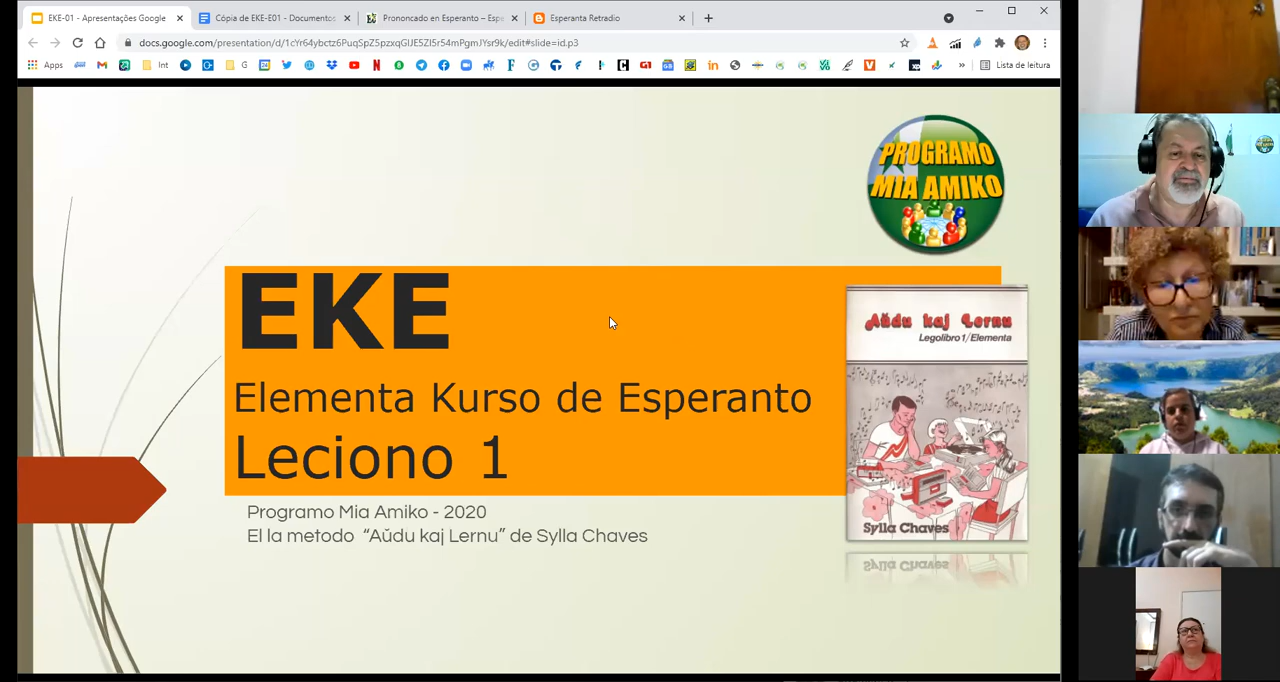 EKE-01 - Apresentações Google
Cópia de EKE-E01 - Documentos
Prononcado en Esperanto – Espe
Esperanta Retradio
docs.google.com/presentation/d/1cYr64ybctz6PuqSpZ5pzxqGlJE5Zl5r54mPgmJYsr9k/edit#slide=id.p3
Apps
Int
G
Lista de leitura
PROGRAMO
MIA AMIKO
EKE
Elementa Kurso de Esperanto
Leciono 1
Programo Mia Amiko - 2020
El la metodo “Aŭdu kaj Lernu” de Sylla Chaves
Aŭdu kaj Lernu
Legolibro 1/Elementa
Sylla Chaves